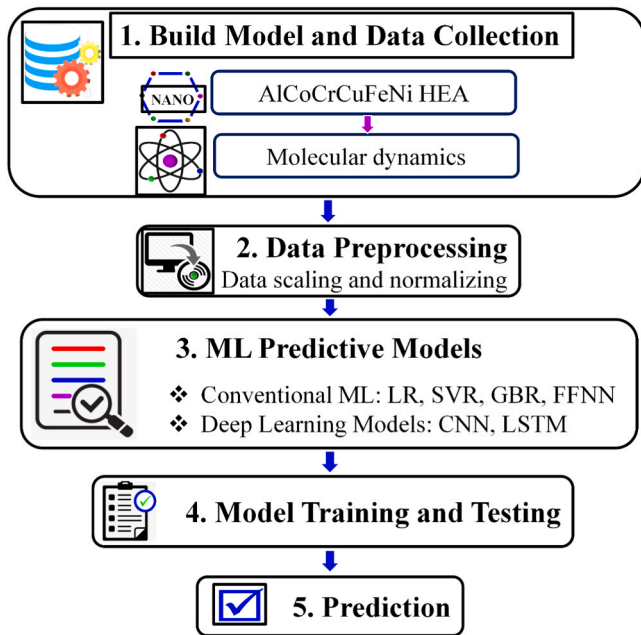 1. Build Model and Data Collection
NANO
AlCoCrCuFeNi HEA
Molecular dynamics
2. Data Preprocessing
Data scaling and normalizing
3. ML Predictive Models
❖ Conventional ML: LR, SVR, GBR, FFNN
❖ Deep Learning Models: CNN, LSTM
4. Model Training and Testing
5. Prediction